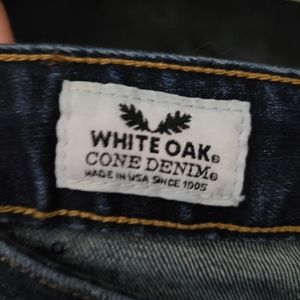 WHITE OAK®
CONE DENIM®
MADE IN USA SINCE 1905